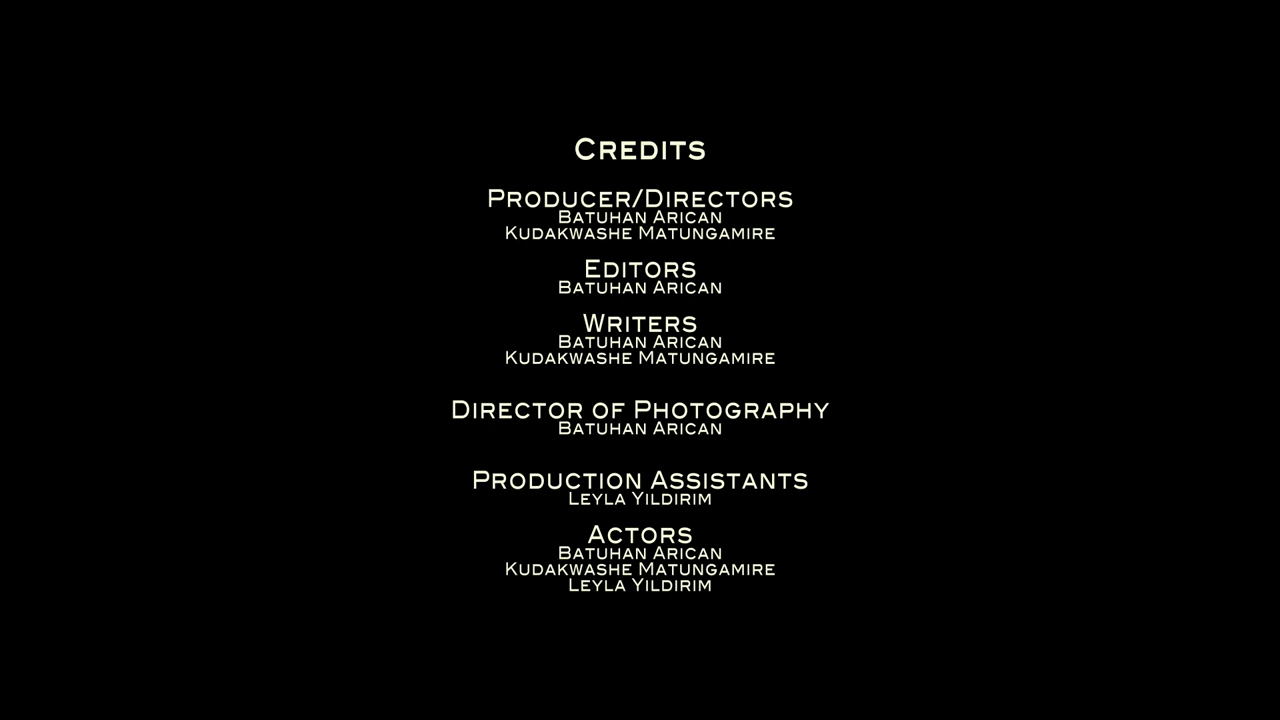 Credits
Producer/Directors
Batuhan Arican
Kudakwashe Matungamire
Editors
Batuhan Arican
Writers
Batuhan Arican
Kudakwashe Matungamire
Director of Photography
Batuhan Arican
Production Assistants
Leyla Yildirim
Actors
Batuhan Arican
Kudakwashe Matungamire
Leyla Yildirim